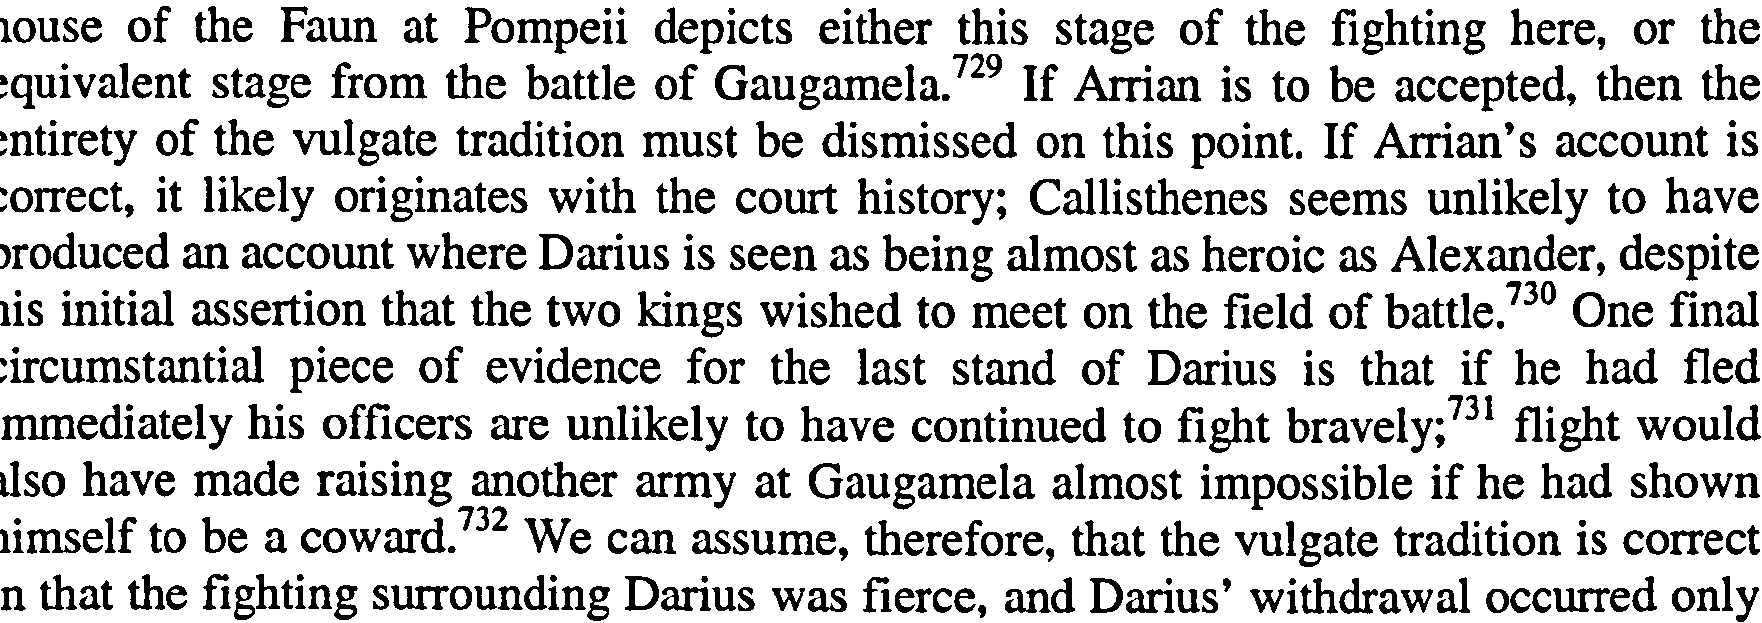 house of the Faun at Pompeii depicts either this stage of the fighting here, or the
equivalent stage from the battle of Gaugamela.729 If Arrian is to be accepted, then the
entirety of the vulgate tradition must be dismissed on this point. If Arrian's account is
correct, it likely originates with the court history; Callisthenes seems unlikely to have
produced an account where Darius is seen as being almost as heroic as Alexander, despite
his initial assertion that the two kings wished to meet on the field of battle.730 One final
circumstantial piece of evidence for the last stand of Darius is that if he had fled
immediately his officers are unlikely to have continued to fight bravely;731 flight would
also have made raising another army at Gaugamela almost impossible if he had shown
himself to be a coward.732 We can assume, therefore, that the vulgate tradition is correct
in that the fighting surrounding Darius was fierce, and Darius' withdrawal occurred only